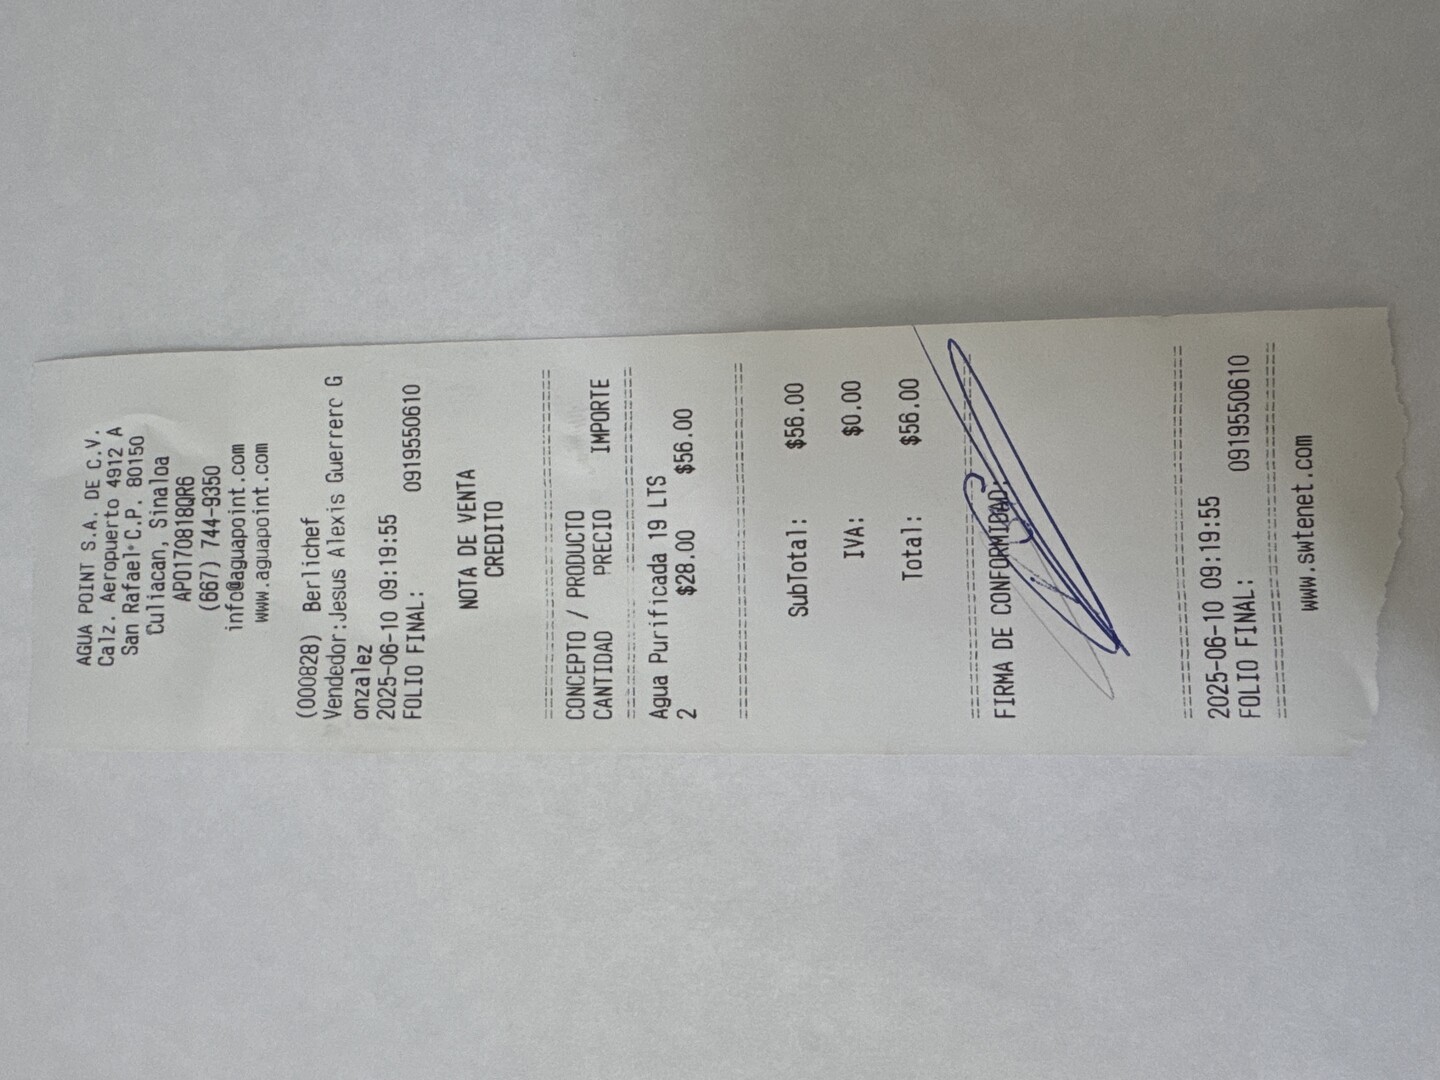 AGUA POINT S.A. DE C.V.
Calz. Aeropuerto 4912 A
San Rafael C.P. 80150
Culiacan, Sinaloa
APO170818QR6
(667) 744-9350
info@aguapoint.com
www.aguapoint.com
(000828) Berlichef
Vendedor:Jesus Alexis Guerrero G
onzalez
2025-06-10 09:19:55
FOLIO FINAL: 0919550610
NOTA DE VENTA
CREDITO
================================
CONCEPTO / PRODUCTO
CANTIDAD PRECIO IMPORTE
================================
Agua Purificada 19 LTS
2 $28.00 $56.00
================================
SubTotal: $56.00
IVA: $0.00
Total: $56.00
================================
FIRMA DE CONFORMIDAD:
================================
2025-06-10 09:19:55
FOLIO FINAL: 0919550610
================================
www.swtenet.com